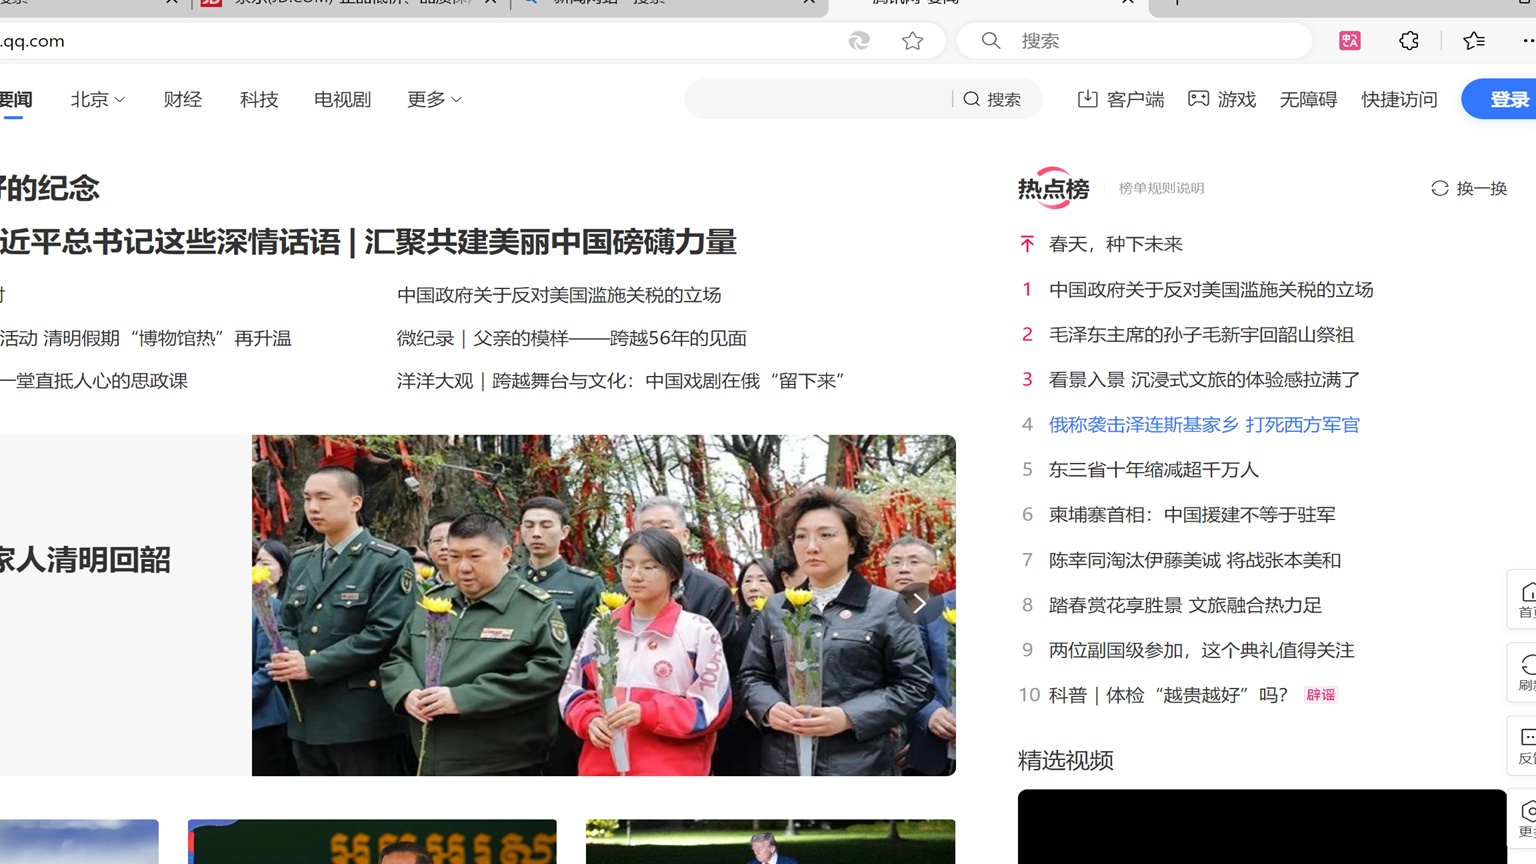 .qq.com
搜索
要闻 北京 财经 科技 电视剧 更多
搜索
客户端 游戏 无障碍 快捷访问 登录
的纪念
近平总书记这些深情话语 | 汇聚共建美丽中国磅礴力量
中国政府关于反对美国滥施关税的立场
活动 清明假期“博物馆热”再升温
微纪录｜父亲的模样——跨越56年的见面
一堂直抵人心的思政课
洋洋大观｜跨越舞台与文化：中国戏剧在俄“留下来”
家人清明回韶
热点榜 榜单规则说明 换一换
春天，种下未来
1 中国政府关于反对美国滥施关税的立场
2 毛泽东主席的孙子毛新宇回韶山祭祖
3 看景入景 沉浸式文旅的体验感拉满了
4 俄称袭击泽连斯基家乡 打死西方军官
5 东三省十年缩减超千万人
6 柬埔寨首相：中国援建不等于驻军
7 陈幸同淘汰伊藤美诚 将战张本美和
8 踏春赏花享胜景 文旅融合热力足
9 两位副国级参加，这个典礼值得关注
10 科普｜体检“越贵越好”吗？ 辟谣
精选视频